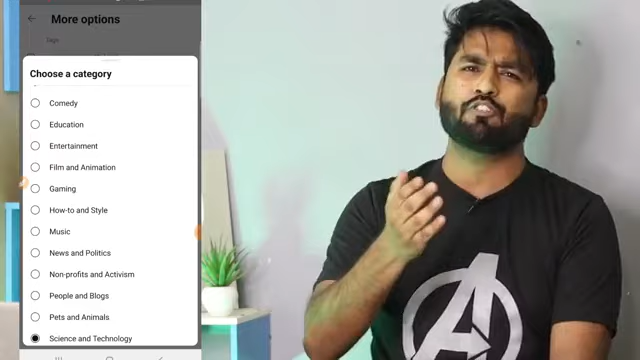 More options
Tags
Choose a category
Comedy
Education
Entertainment
Film and Animation
Gaming
How-to and Style
Music
News and Politics
Non-profits and Activism
People and Blogs
Pets and Animals
Science and Technology